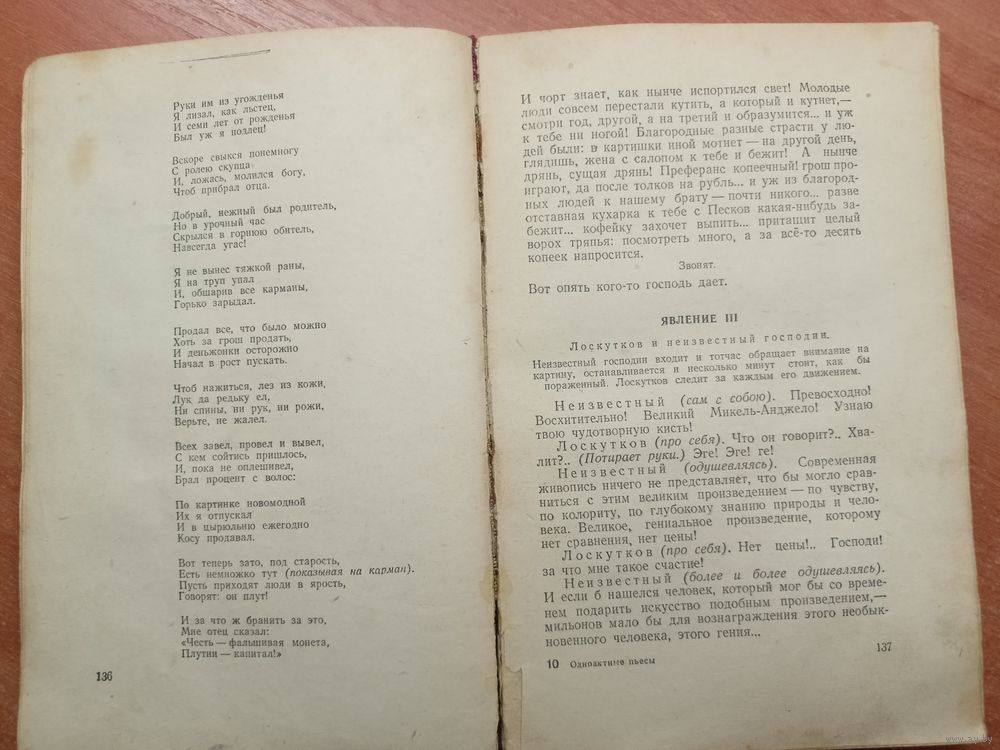 Руки им из угожденья
Я лизал, как льстец,
И семи лет от рожденья
Был уж я подлец!
Вскоре свыкся понемногу
С ролею скупца
И, ложась, молился богу,
Чтоб прибрал отца.
Добрый, нежный был родитель,
Но в урочный час
Скрылся в горнюю обитель,
Навсегда угас!
Я не вынес тяжкой раны,
Я на труп упал
И, обшарив все карманы,
Горько зарыдал.
Продал все, что было можно
Хоть за грош продать,
И деньжонки осторожно
Начал в рост пускать.
Чтоб нажиться, лез из кожи,
Лук да редьку ел,
Ни спины, ни рук, ни рожи,
Верьте, не жалел.
Всех завел, провел и вывел,
С кем сойтись пришлось,
И, пока не оплешивел,
Брал процент с волос:
По картинке новомодной
Их я отпускал
И в цырюльню ежегодно
Косу продавал.
Вот теперь зато, под старость,
Есть немножко тут (показывая на карман).
Пусть приходят люди в ярость,
Говорят: он плут!
И за что ж бранить за это,
Мне отец сказал:
«Честь — фальшивая монета,
Плутни — капитал!»
136
И чорт знает, как нынче испортился свет! Молодые
люди совсем перестали кутить, а который и кутнет,—
смотри год, другой, а на третий и образумится... и уж
к тебе ни ногой! Благородные разные страсти у лю-
дей были: в картишки иной мотнет — на другой день,
глядишь, жена с салопом к тебе и бежит! А нынче
дрянь, сущая дрянь! Преферанс копеечный! грош про-
играют, да после толков на рубль... и уж из благород-
ных людей к нашему брату — почти никого... разве
отставная кухарка к тебе с Песков какая-нибудь за-
бежит... кофейку захочет выпить... притащит целый
ворох тряпья: посмотреть много, а за всё-то десять
копеек напросится.
Звонят.
Вот опять кого-то господь дает.
ЯВЛЕНИЕ III
Лоскутков и неизвестный господин.
Неизвестный господин входит и тотчас обращает внимание на
картину, останавливается и несколько минут стоит, как бы
пораженный. Лоскутков следит за каждым его движением.
Неизвестный (сам с собою). Превосходно!
Восхитительно! Великий Микель-Анджело! Узнаю
твою чудотворную кисть!
Лоскутков (про себя). Что он говорит?.. Хва-
лит?.. (Потирает руки.) Эге! Эге! ге!
Неизвестный (одушевляясь). Современная
живопись ничего не представляет, что бы могло срав-
ниться с этим великим произведением — по чувству,
по колориту, по глубокому знанию природы и чело-
века. Великое, гениальное произведение, которому
нет сравнения, нет цены!
Лоскутков (про себя). Нет цены!.. Господи!
за что мне такое счастие!
Неизвестный (более и более одушевляясь).
И если б нашелся человек, который мог бы со време-
нем подарить искусство подобным произведением,—
мильонов мало бы для вознаграждения этого необык-
новенного человека, этого гения...
137
10 Одноактные пьесы
www.ay.by